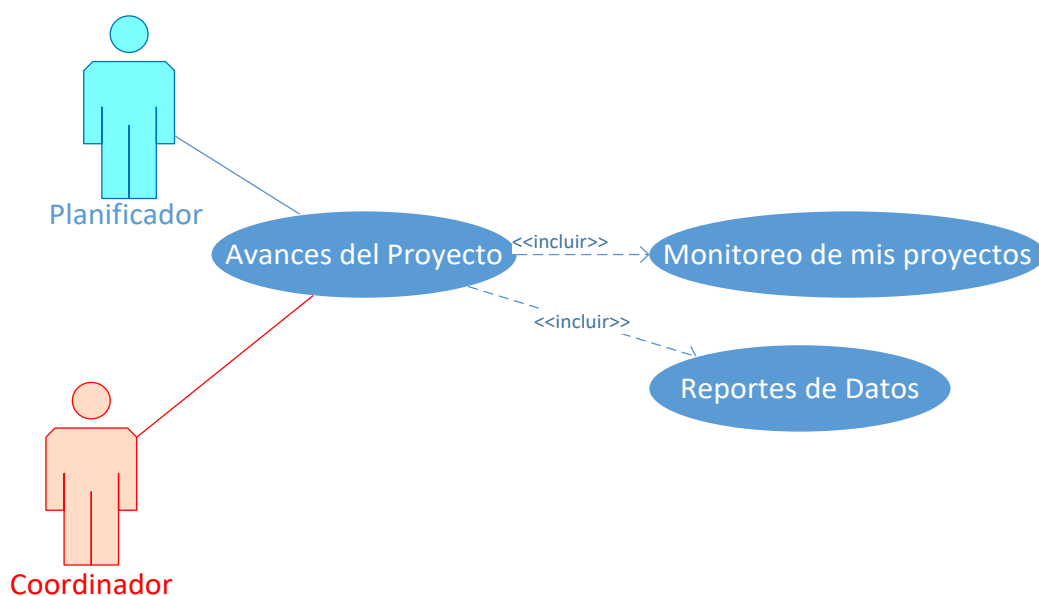 Planificador
Avances del Proyecto
<<incluir>>
Monitoreo de mis proyectos
<<incluir>>
Reportes de Datos
Coordinador